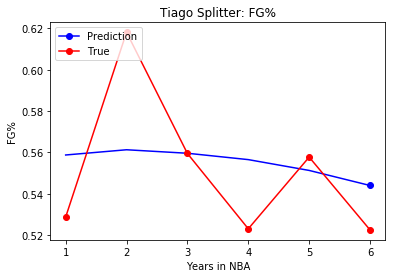 Tiago Splitter: FG%
Prediction
True
FG%
0.62
0.60
0.58
0.56
0.54
0.52
1 2 3 4 5 6
Years in NBA